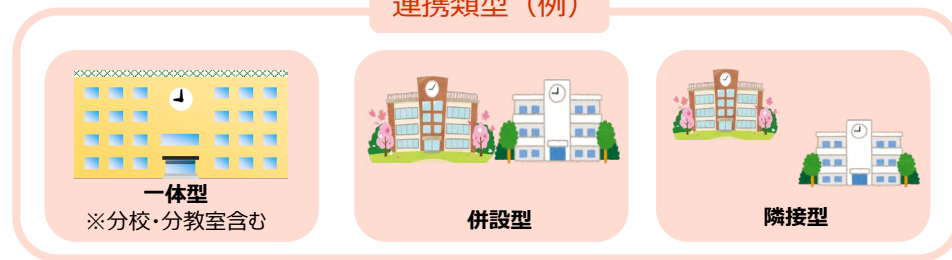 連携類型（例）
一体型
※分校・分教室含む
併設型
隣接型